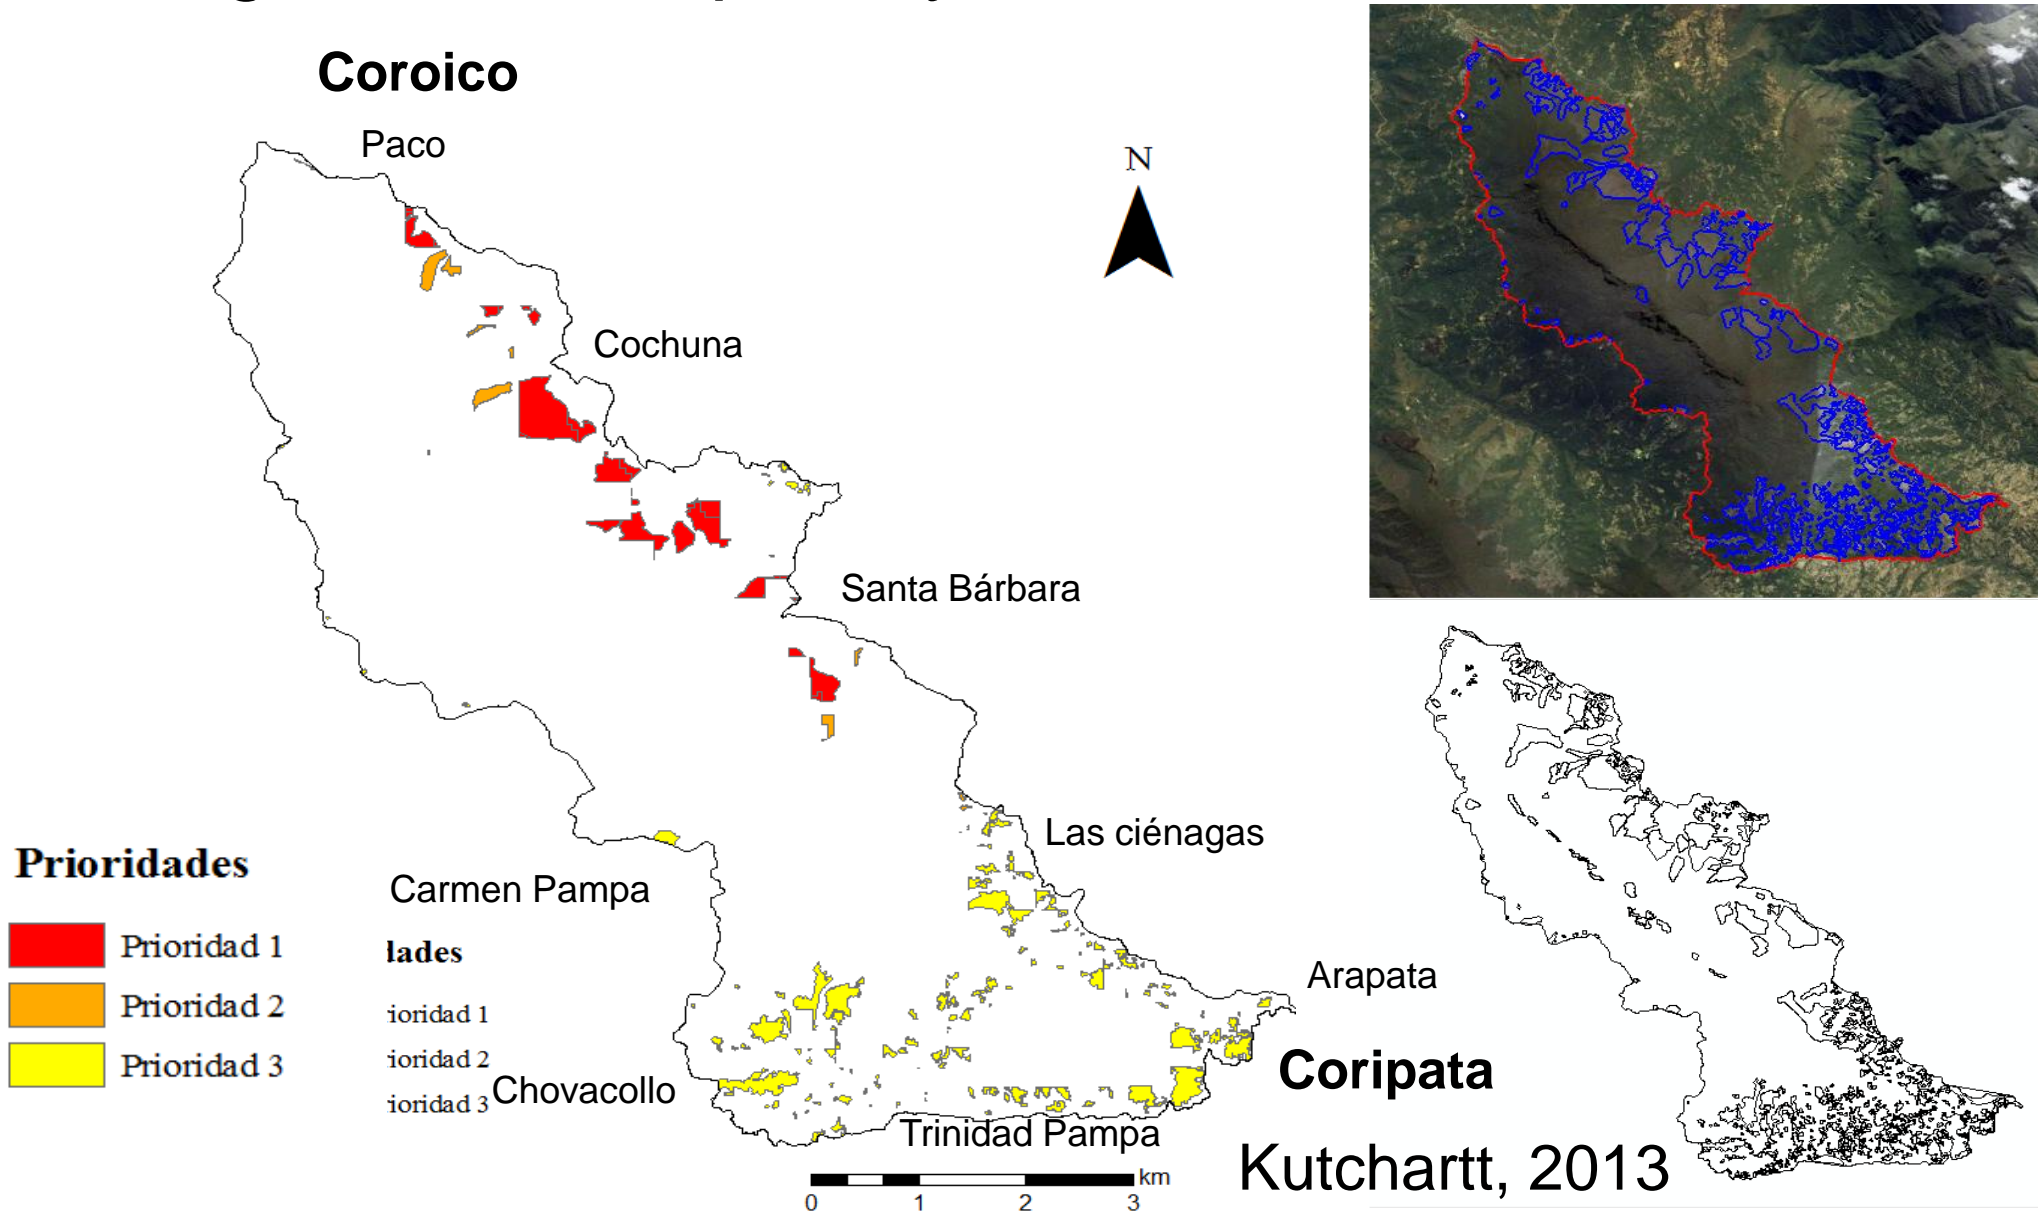 Coroico
Paco
N
Cochuna
Santa Bárbara
Las ciénagas
Prioridades
Carmen Pampa
Prioridad 1
dades
Arapata
Prioridad 2
ioridad 1
Prioridad 3
ioridad 2
Coripata
ioridad 3
Chovacollo
Trinidad Pampa
Kutchartt, 2013
km
0 1 2 3